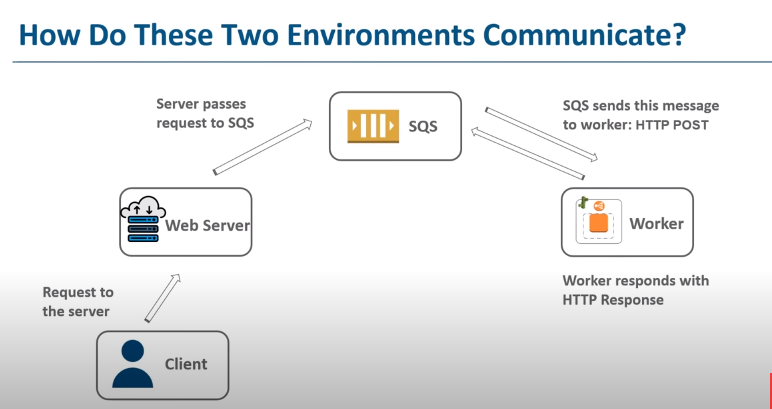 How Do These Two Environments Communicate?
Server passes
request to SQS
SQS
SQS sends this message
to worker: HTTP POST
Web Server
Worker
Request to
the server
Worker responds with
HTTP Response
Client